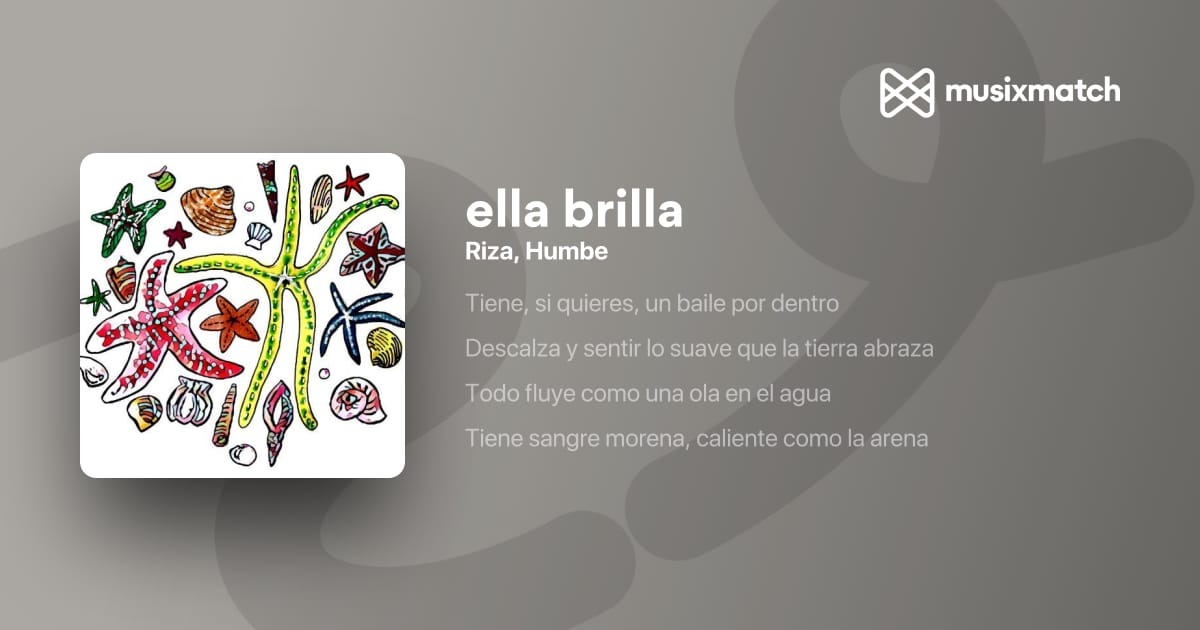 musixmatch
ella brilla
Riza, Humbe
Tiene, si quieres, un baile por dentro
Descalza y sentir lo suave que la tierra abraza
Todo fluye como una ola en el agua
Tiene sangre morena, caliente como la arena